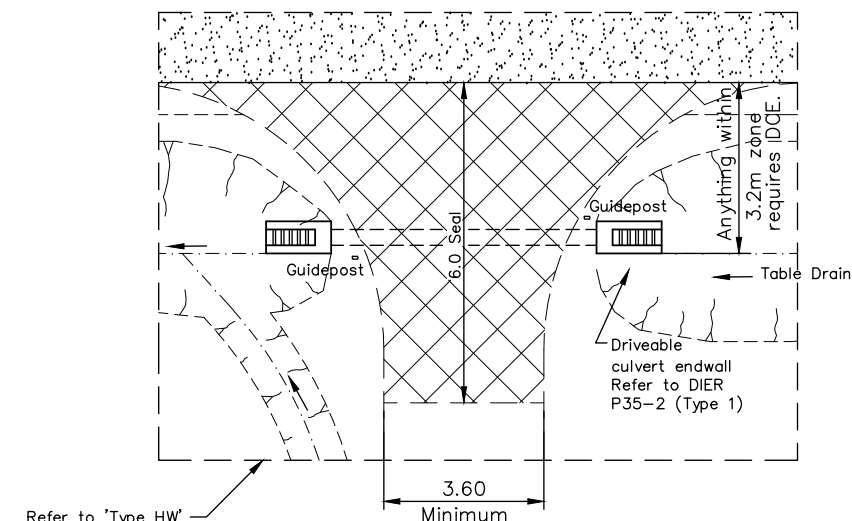 Anything within
3.2m zone
requires DCE.
Guidepost
6.0 Seal
Guidepost
Table Drain
Driveable
culvert endwall
Refer to DIER
P35-2 (Type 1)
3.60
Minimum
Refer to 'Type HW'